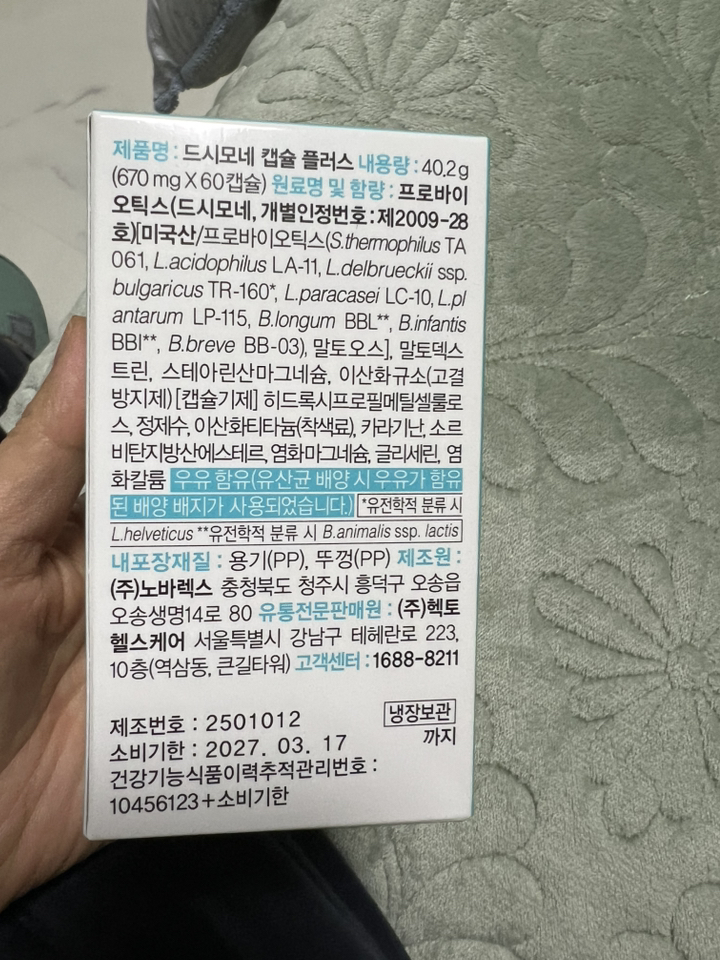 제품명 : 드시모네 캡슐 플러스 내용량 : 40.2 g
(670 mg X 60캡슐) 원료명 및 함량 : 프로바이
오틱스(드시모네, 개별인정번호 : 제2009-28
호)[미국산/프로바이오틱스(S.thermophilus TA
061, L.acidophilus LA-11, L.delbrueckii ssp.
bulgaricus TR-160*, L.paracasei LC-10, L.pl
antarum LP-115, B.longum BBL**, B.infantis
BBI**, B.breve BB-03), 말토오스], 말토덱스
트린, 스테아린산마그네슘, 이산화규소(고결
방지제) [캡슐기제] 히드록시프로필메틸셀룰로
스, 정제수, 이산화티타늄(착색료), 카라기난, 소르
비탄지방산에스테르, 염화마그네슘, 글리세린, 염
화칼륨 우유 함유(유산균 배양 시 우유가 함유
된 배양 배지가 사용되었습니다.) *유전학적 분류 시
L.helveticus **유전학적 분류 시 B.animalis ssp. lactis
내포장재질 : 용기(PP), 뚜껑(PP) 제조원 :
(주)노바렉스 충청북도 청주시 흥덕구 오송읍
오송생명14로 80 유통전문판매원 : (주)헥토
헬스케어 서울특별시 강남구 테헤란로 223,
10층(역삼동, 큰길타워) 고객센터 : 1688-8211
제조번호 : 2501012 냉장보관
소비기한 : 2027. 03. 17 까지
건강기능식품이력추적관리번호 :
10456123+소비기한